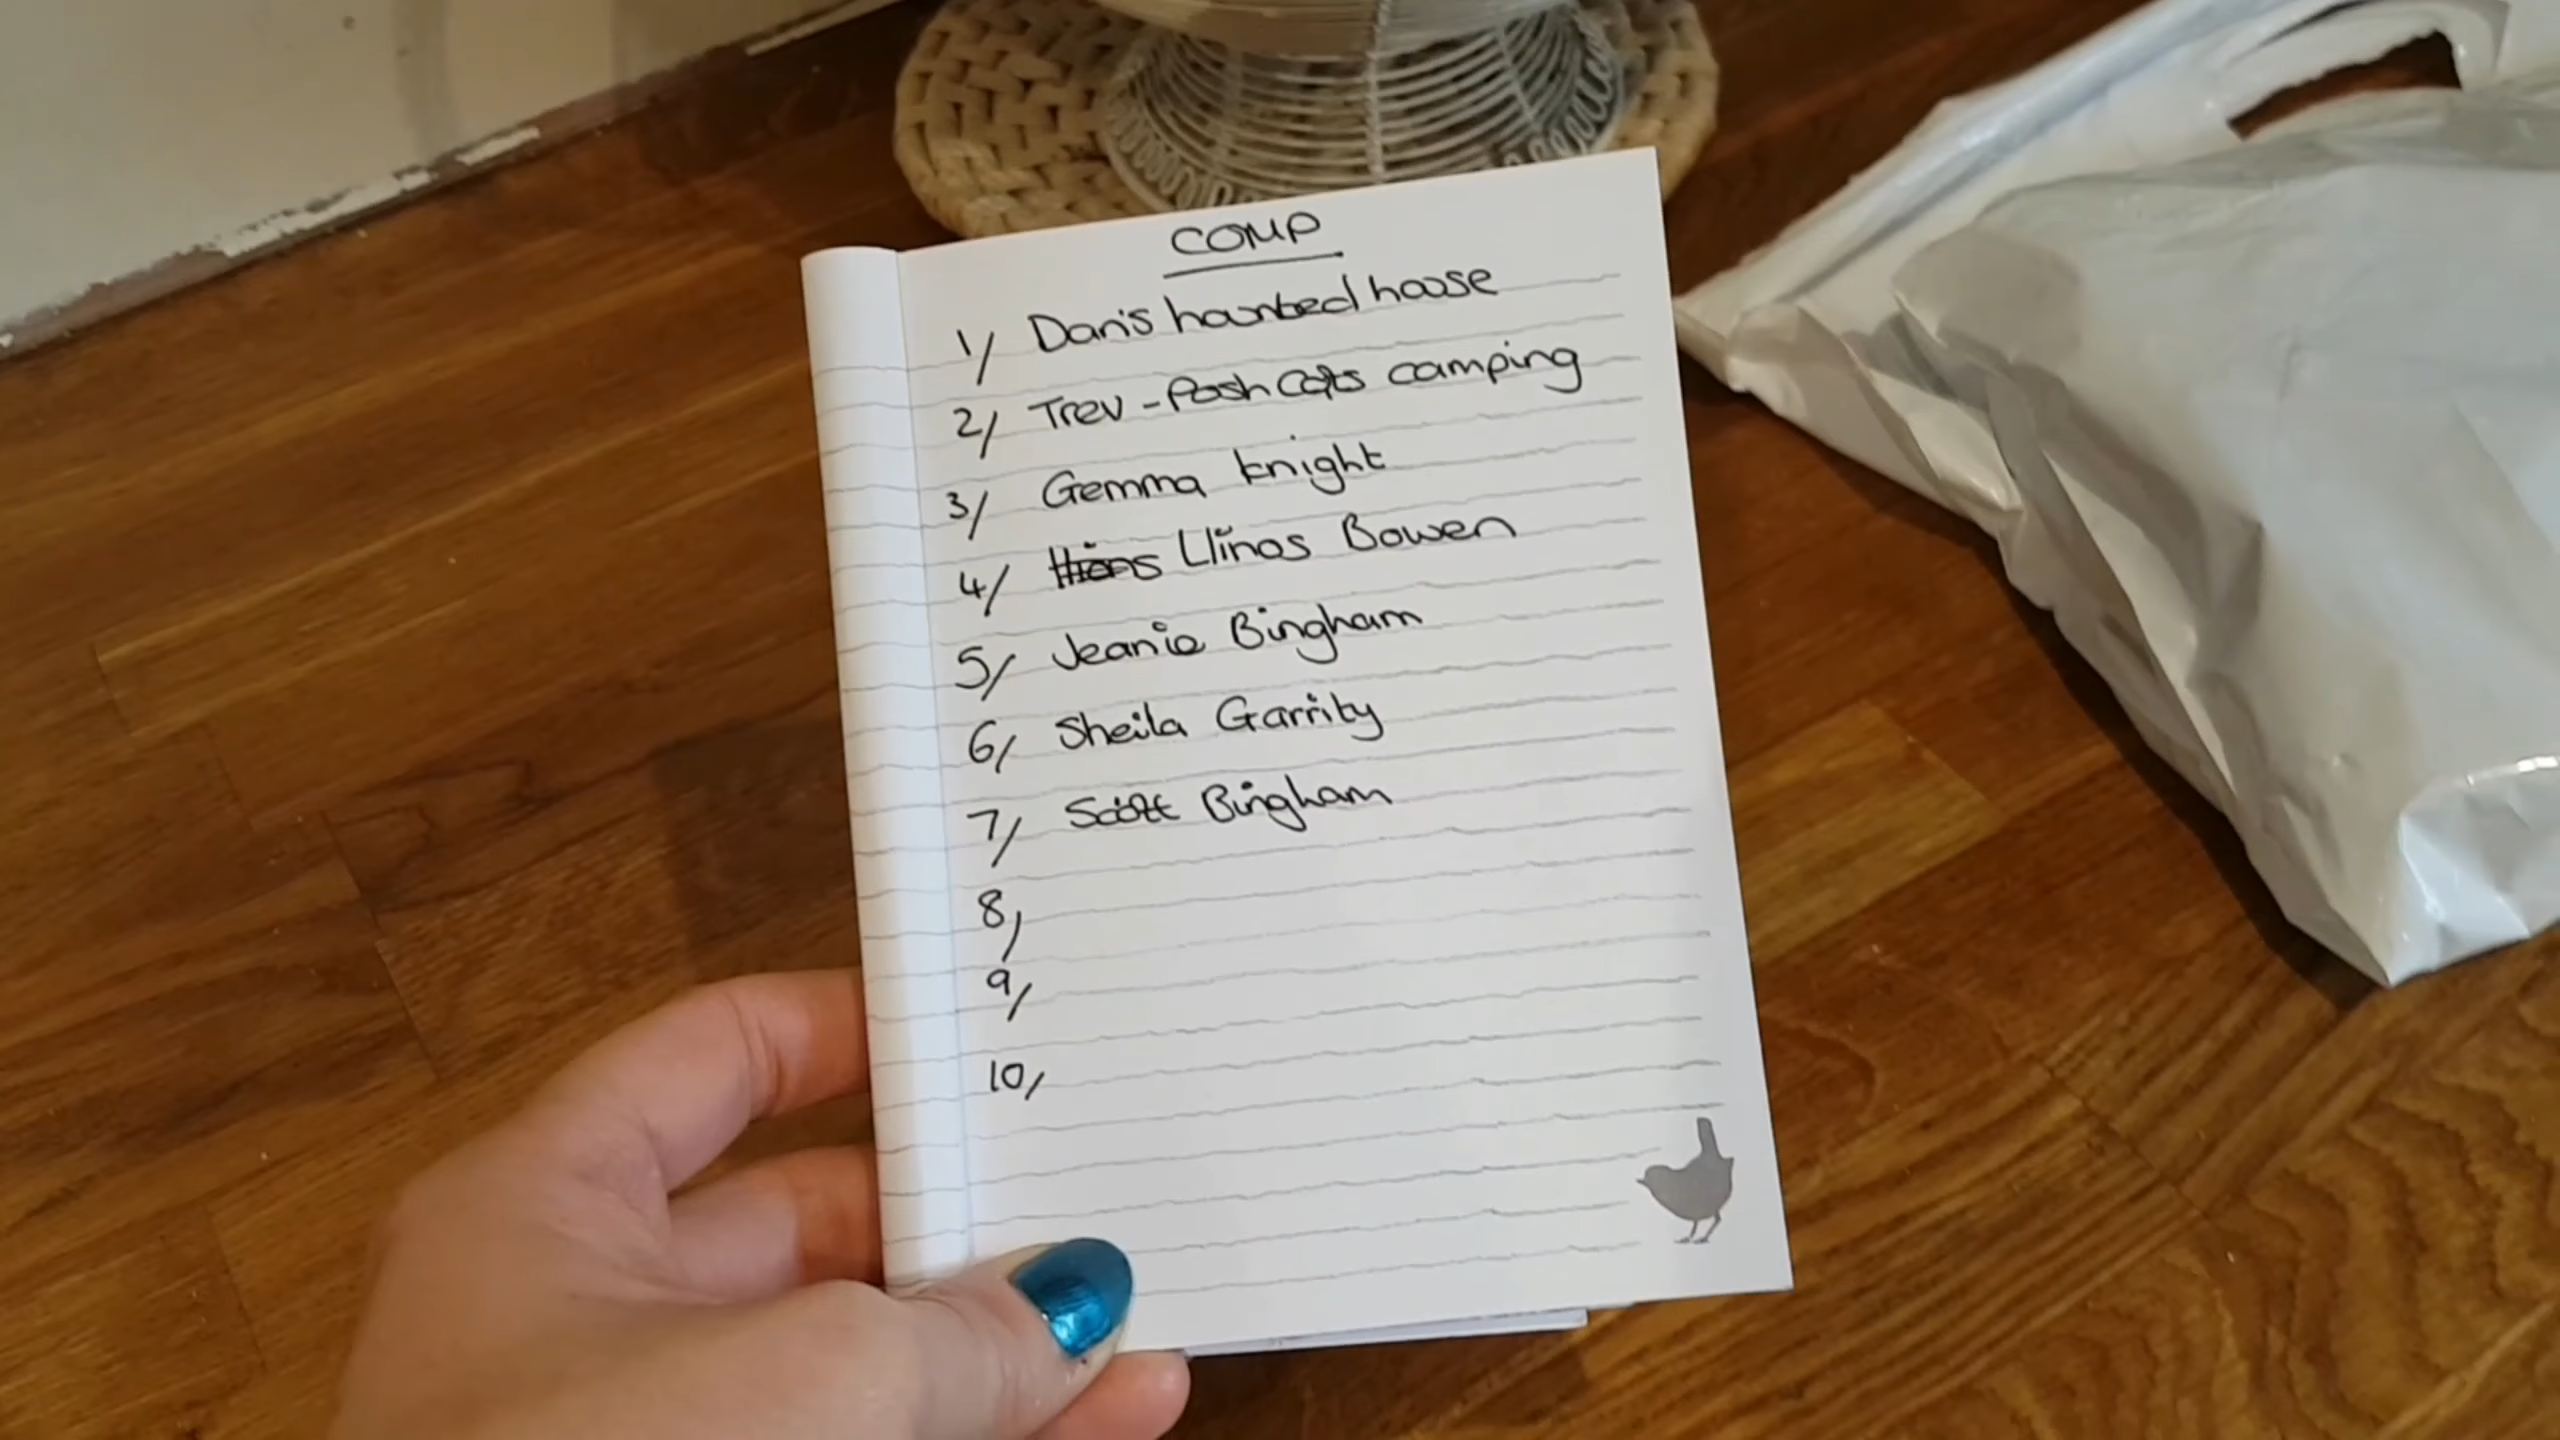 COMP
1/ Dan's haunted house
2/ Trev - Posh Cats camping
3/ Gemma knight
4/ Llinos Bowen
5/ Jeanie Bingham
6/ Sheila Garrity
7/ Scott Bingham
8/
9/
10/